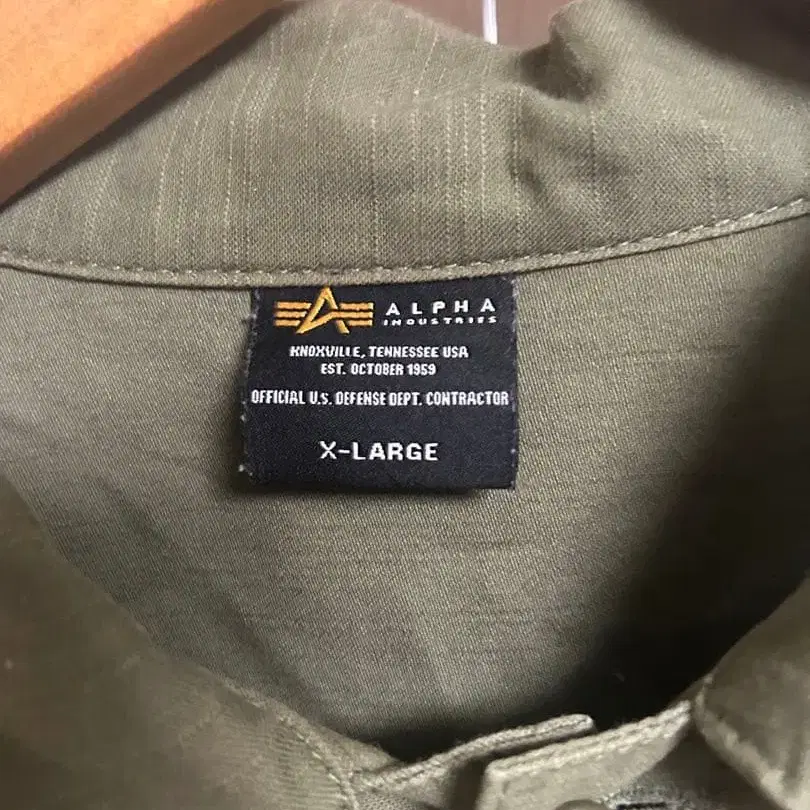 ALPHA
INDUSTRIES
KNOXVILLE, TENNESSEE USA
EST. OCTOBER 1959
OFFICIAL U.S. DEFENSE DEPT. CONTRACTOR
X-LARGE